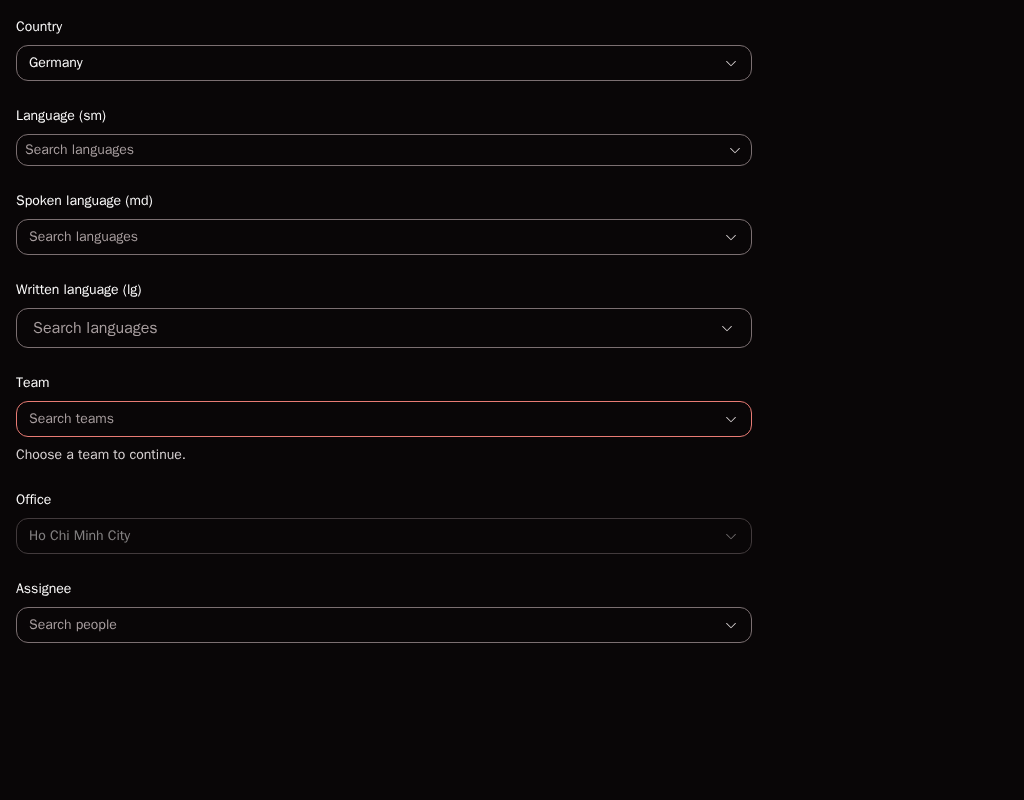 Country
Germany
Language (sm)
Search languages
Spoken language (md)
Search languages
Written language (lg)
Search languages
Team
Search teams
Choose a team to continue.
Office
Ho Chi Minh City
Assignee
Search people